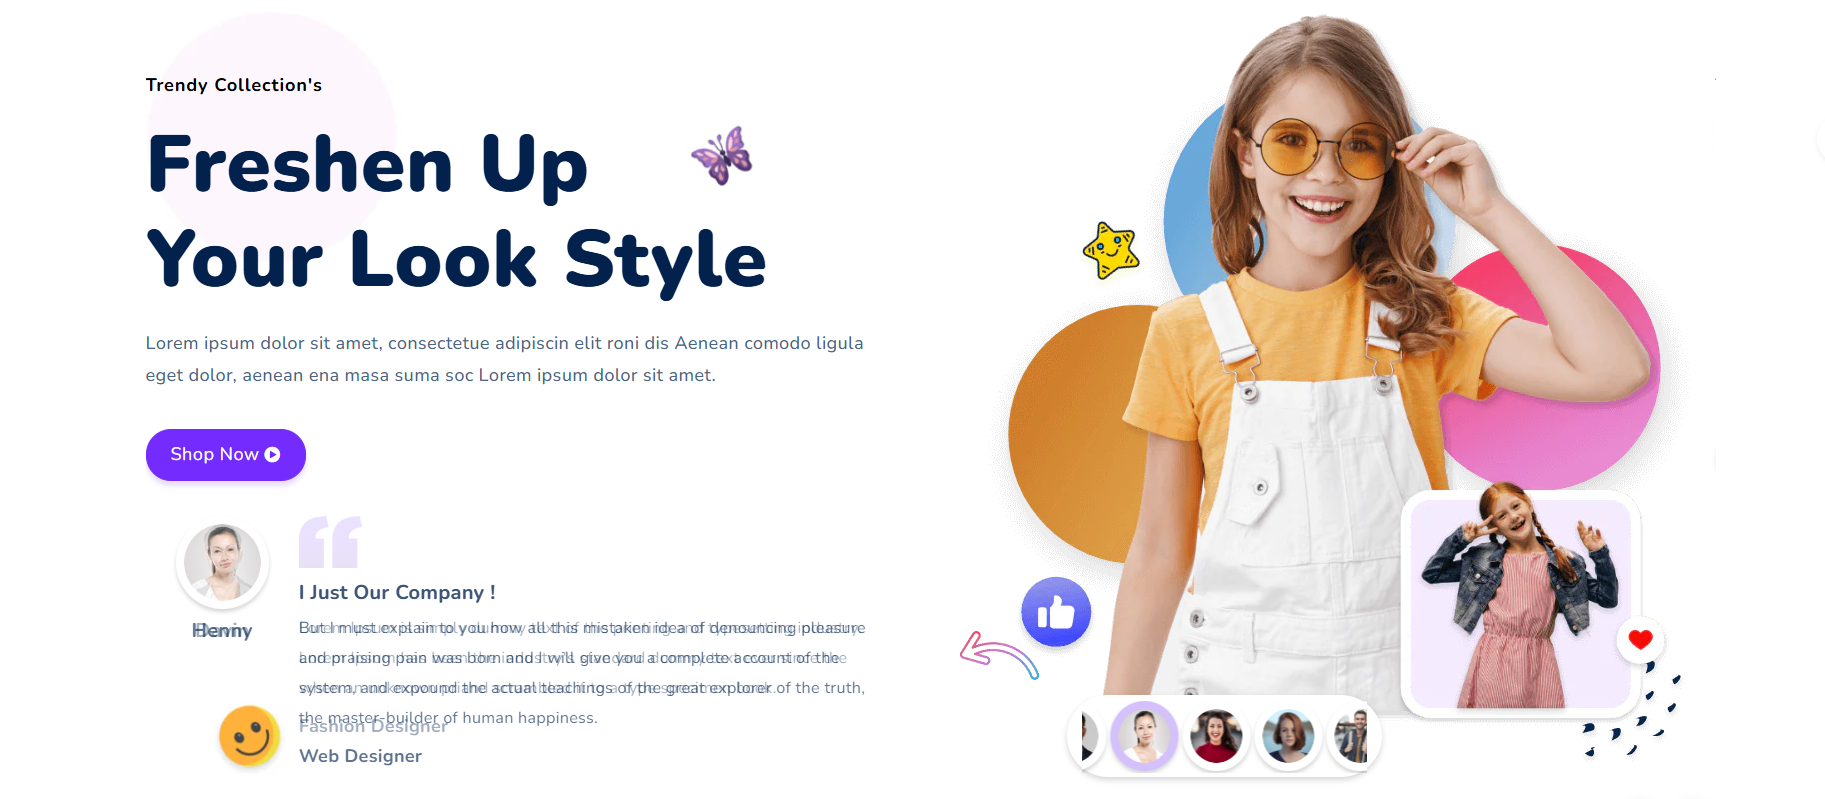 Trendy Collection's
Freshen Up
Your Look Style
Lorem ipsum dolor sit amet, consectetue adipiscin elit roni dis Aenean comodo ligula
eget dolor, aenean ena masa suma soc Lorem ipsum dolor sit amet.
Shop Now
I Just Our Company !
Henny
But I must explain to you how all this mistaken idea of denouncing pleasure
and praising pain was born and I will give you a complete account of the
system, and expound the actual teachings of the great explorer of the truth,
the master-builder of human happiness.
Fashion Designer
Web Designer